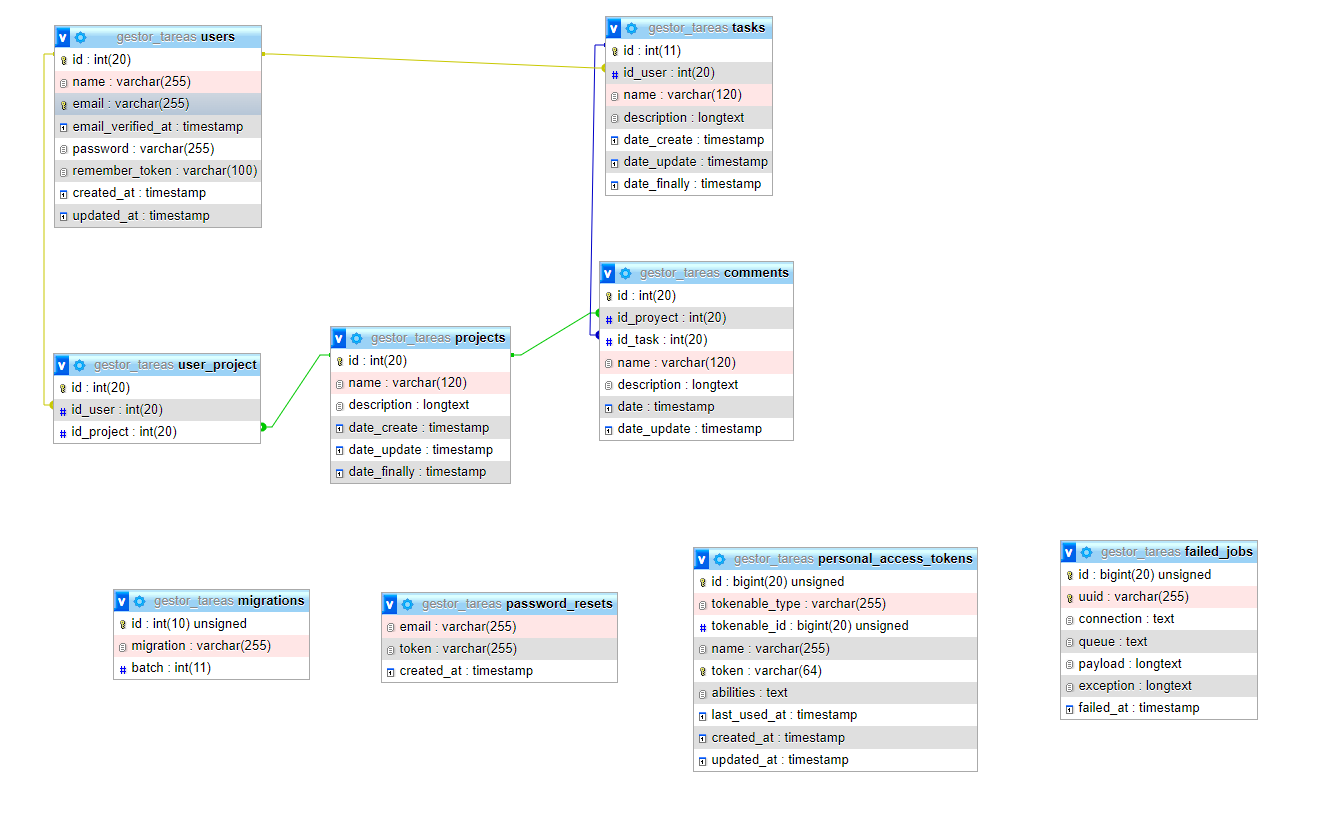 gestor_tareas users
id : int(20)
name : varchar(255)
email : varchar(255)
email_verified_at : timestamp
password : varchar(255)
remember_token : varchar(100)
created_at : timestamp
updated_at : timestamp
gestor_tareas tasks
id : int(11)
id_user : int(20)
name : varchar(120)
description : longtext
date_create : timestamp
date_update : timestamp
date_finally : timestamp
gestor_tareas comments
id : int(20)
id_proyect : int(20)
id_task : int(20)
name : varchar(120)
description : longtext
date : timestamp
date_update : timestamp
gestor_tareas projects
id : int(20)
name : varchar(120)
description : longtext
date_create : timestamp
date_update : timestamp
date_finally : timestamp
gestor_tareas user_project
id : int(20)
id_user : int(20)
id_project : int(20)
gestor_tareas migrations
id : int(10) unsigned
migration : varchar(255)
batch : int(11)
gestor_tareas password_resets
email : varchar(255)
token : varchar(255)
created_at : timestamp
gestor_tareas personal_access_tokens
id : bigint(20) unsigned
tokenable_type : varchar(255)
tokenable_id : bigint(20) unsigned
name : varchar(255)
token : varchar(64)
abilities : text
last_used_at : timestamp
created_at : timestamp
updated_at : timestamp
gestor_tareas failed_jobs
id : bigint(20) unsigned
uuid : varchar(255)
connection : text
queue : text
payload : longtext
exception : longtext
failed_at : timestamp